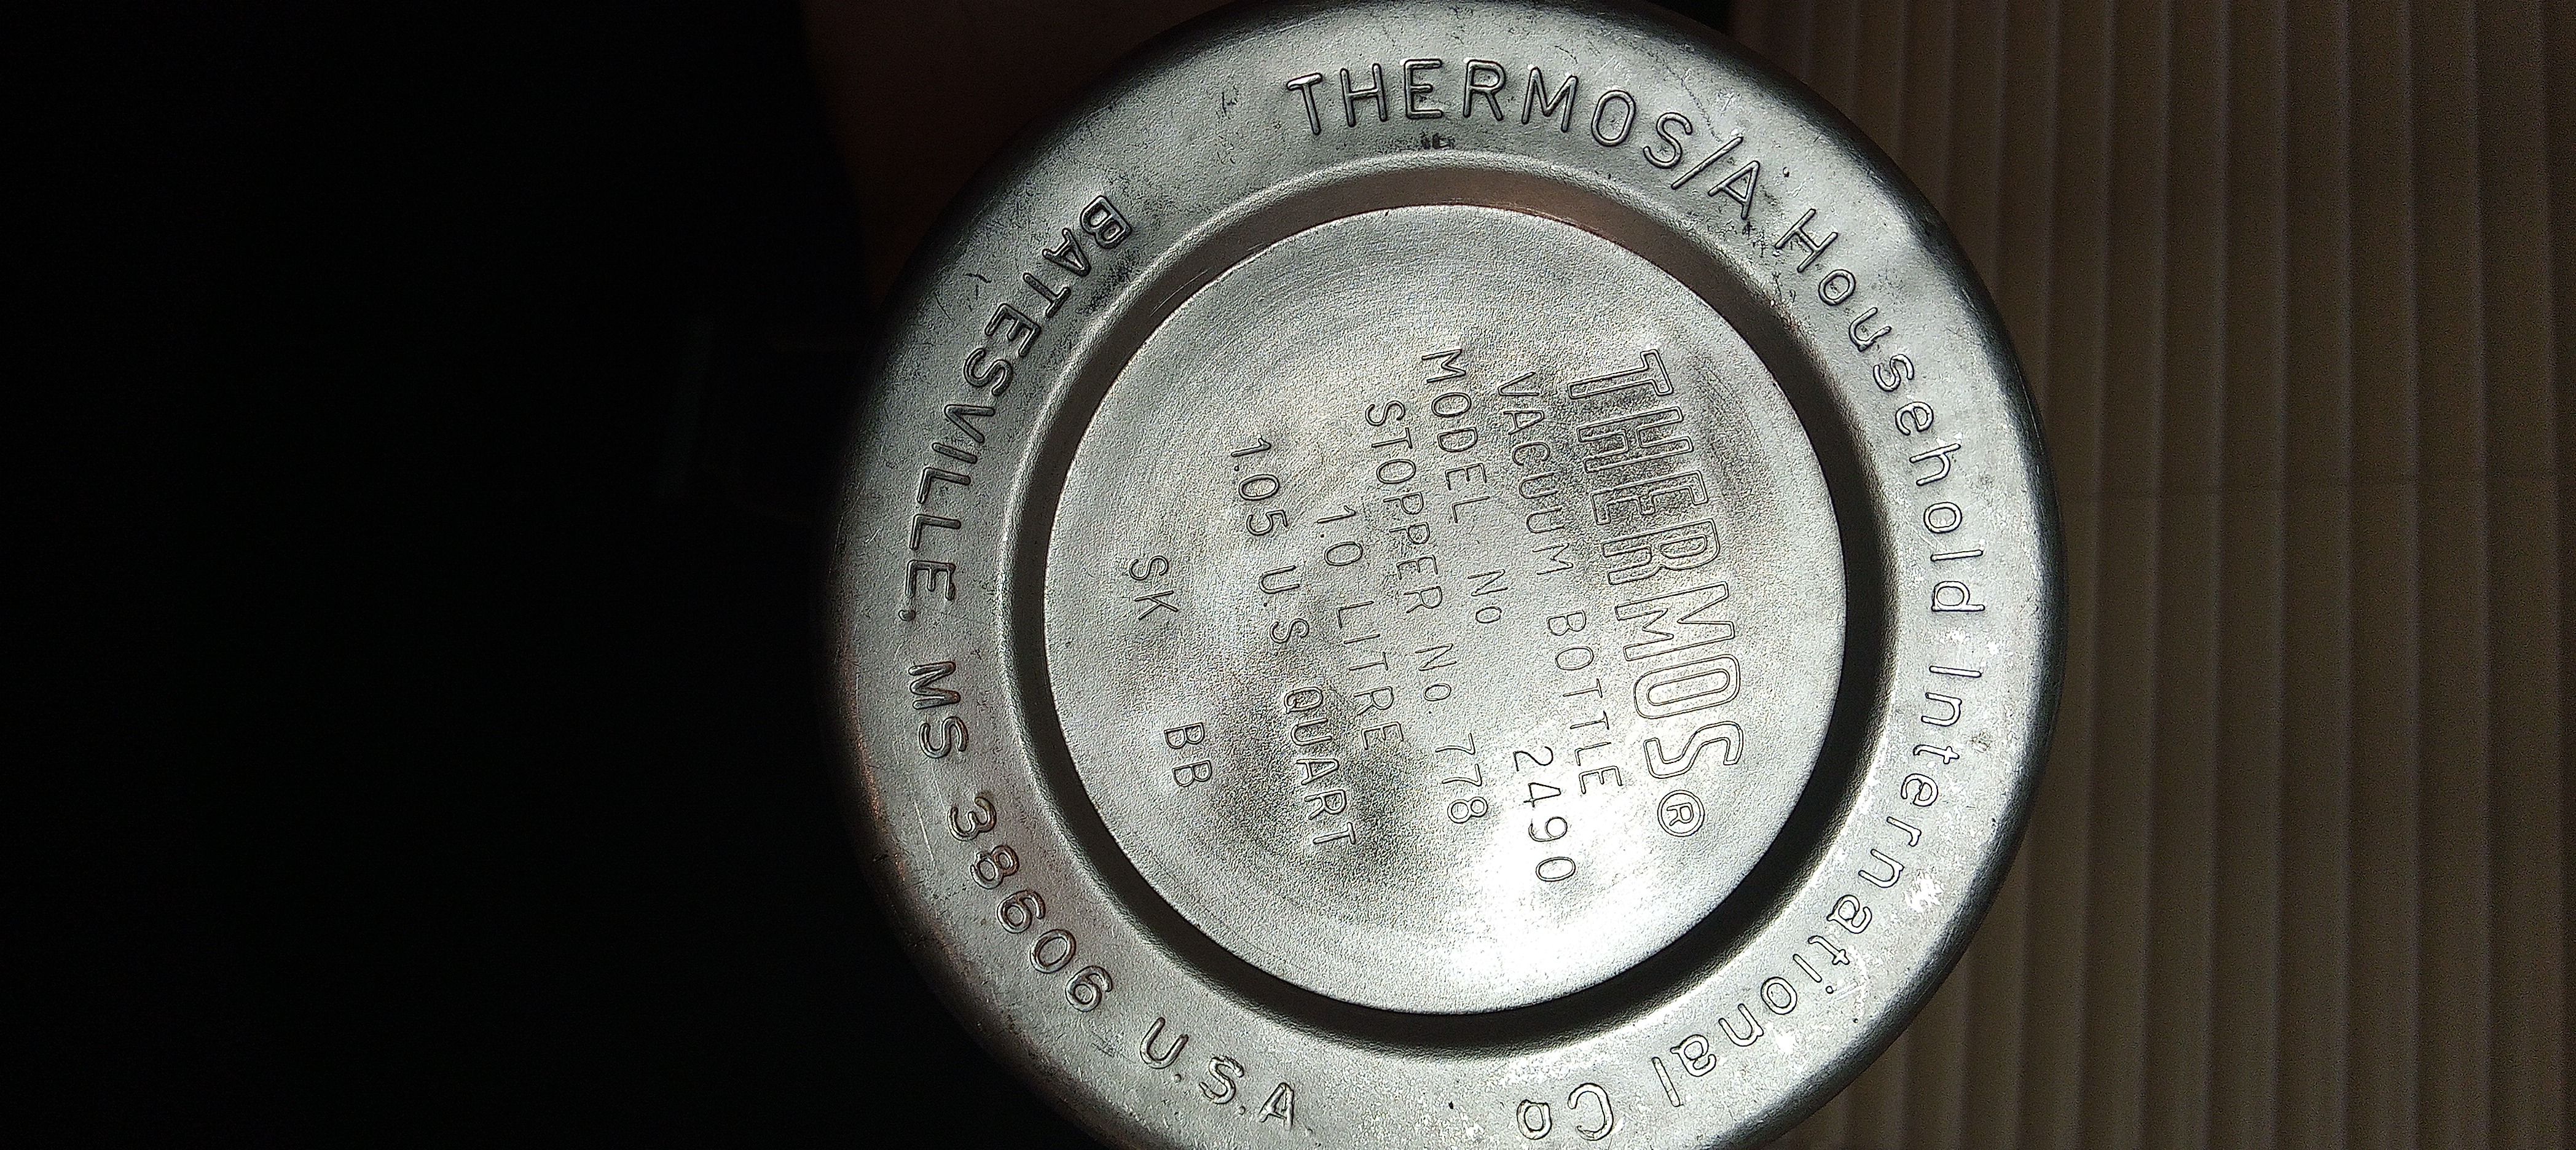 THERMOS/A Household International Co
THERMOS®
VACUUM BOTTLE
MODEL No 2490
STOPPER No 778
1.0 LITRE
1.05 U S QUART
SK BB
BATESVILLE, MS 38606 U.S.A